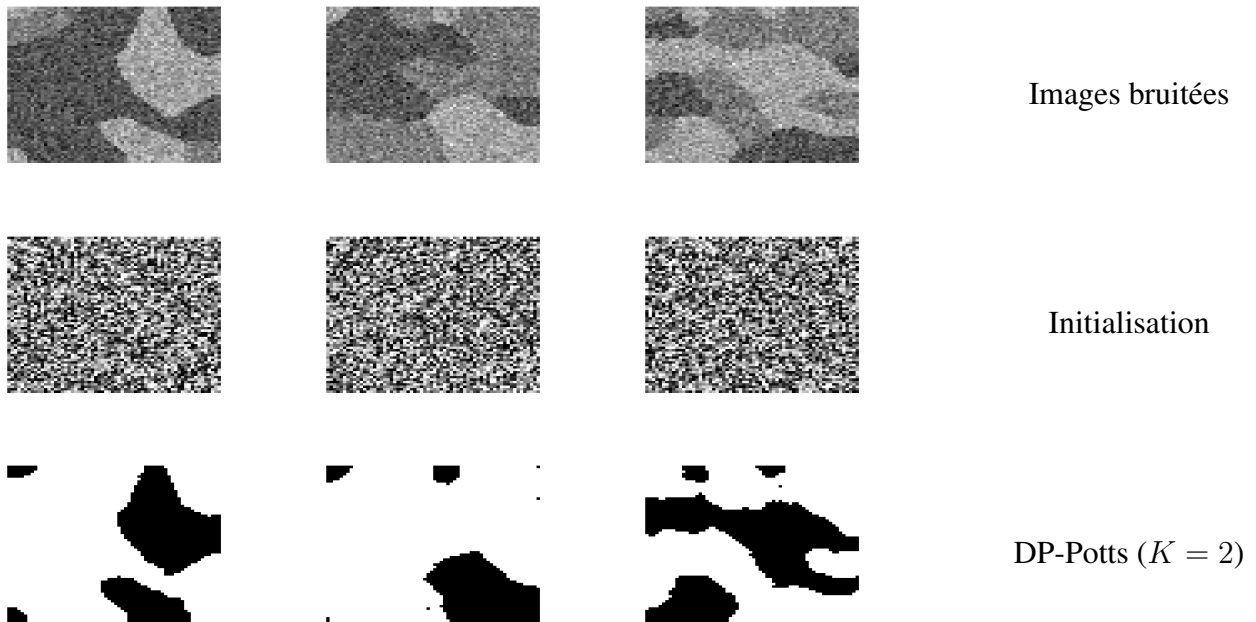 Images bruitées
Initialisation
DP-Potts (K = 2)